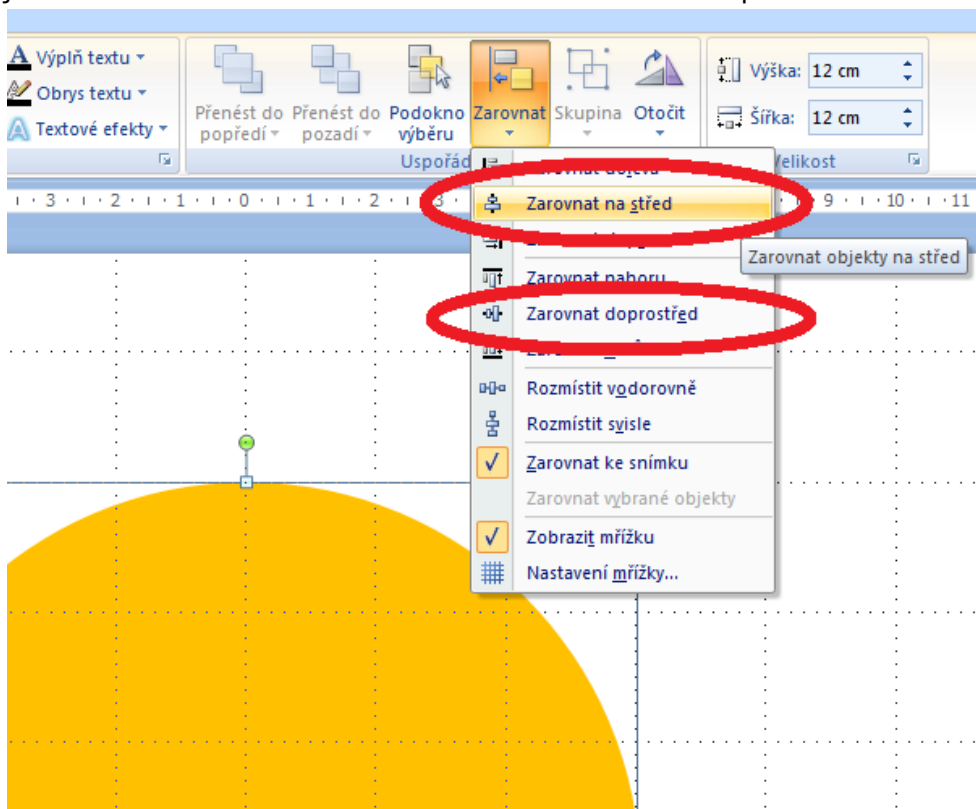 A Výplň textu
Obrys textu
A Textové efekty
Přenést do popředí
Přenést do pozadí
Podokno výběru
Zarovnat
Skupina
Otočit
Výška: 12 cm
Šířka: 12 cm
Uspořád
Velikost
3 2 1 0 1 2 3 9 10 11
Zarovnat na střed
Zarovnat objekty na střed
Zarovnat nahoru
Zarovnat doprostřed
Rozmístit vodorovně
Rozmístit svisle
Zarovnat ke snímku
Zarovnat vybrané objekty
Zobrazit mřížku
Nastavení mřížky...